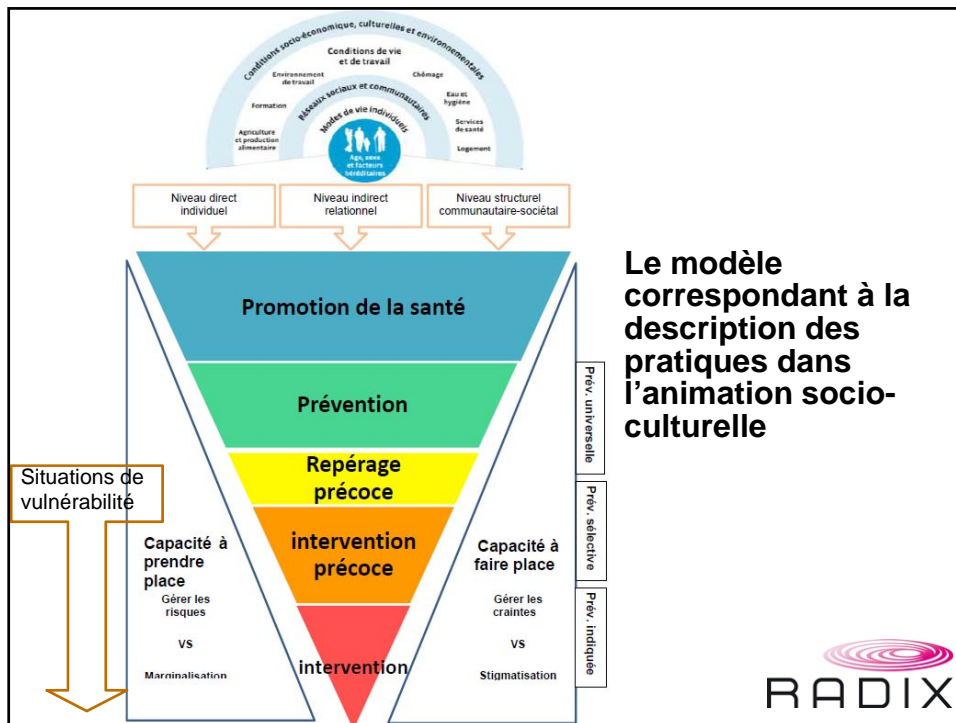 Conditions socio-économique, culturelles et environnementales
Conditions de vie
et de travail
Environnement
de travail
Chômage
Réseaux sociaux et communautaires
Formation
Eau et
hygiène
Modes de vie individuels
Agriculture
et production
alimentaire
Services
de santé
Logement
Age, sexe
et facteurs
héréditaires
Niveau direct
individuel
Niveau indirect
relationnel
Niveau structurel
communautaire-sociétal
Promotion de la santé
Prévention
Repérage
précoce
intervention
précoce
intervention
Situations de
vulnérabilité
Capacité à
prendre
place
Gérer les
risques
VS
Marginalisation
Capacité à
faire place
Gérer les
craintes
VS
Stigmatisation
Prév. universelle
Prév. sélective
Prév. indiquée
Le modèle
correspondant à la
description des
pratiques dans
l'animation socio-
culturelle
RADIX